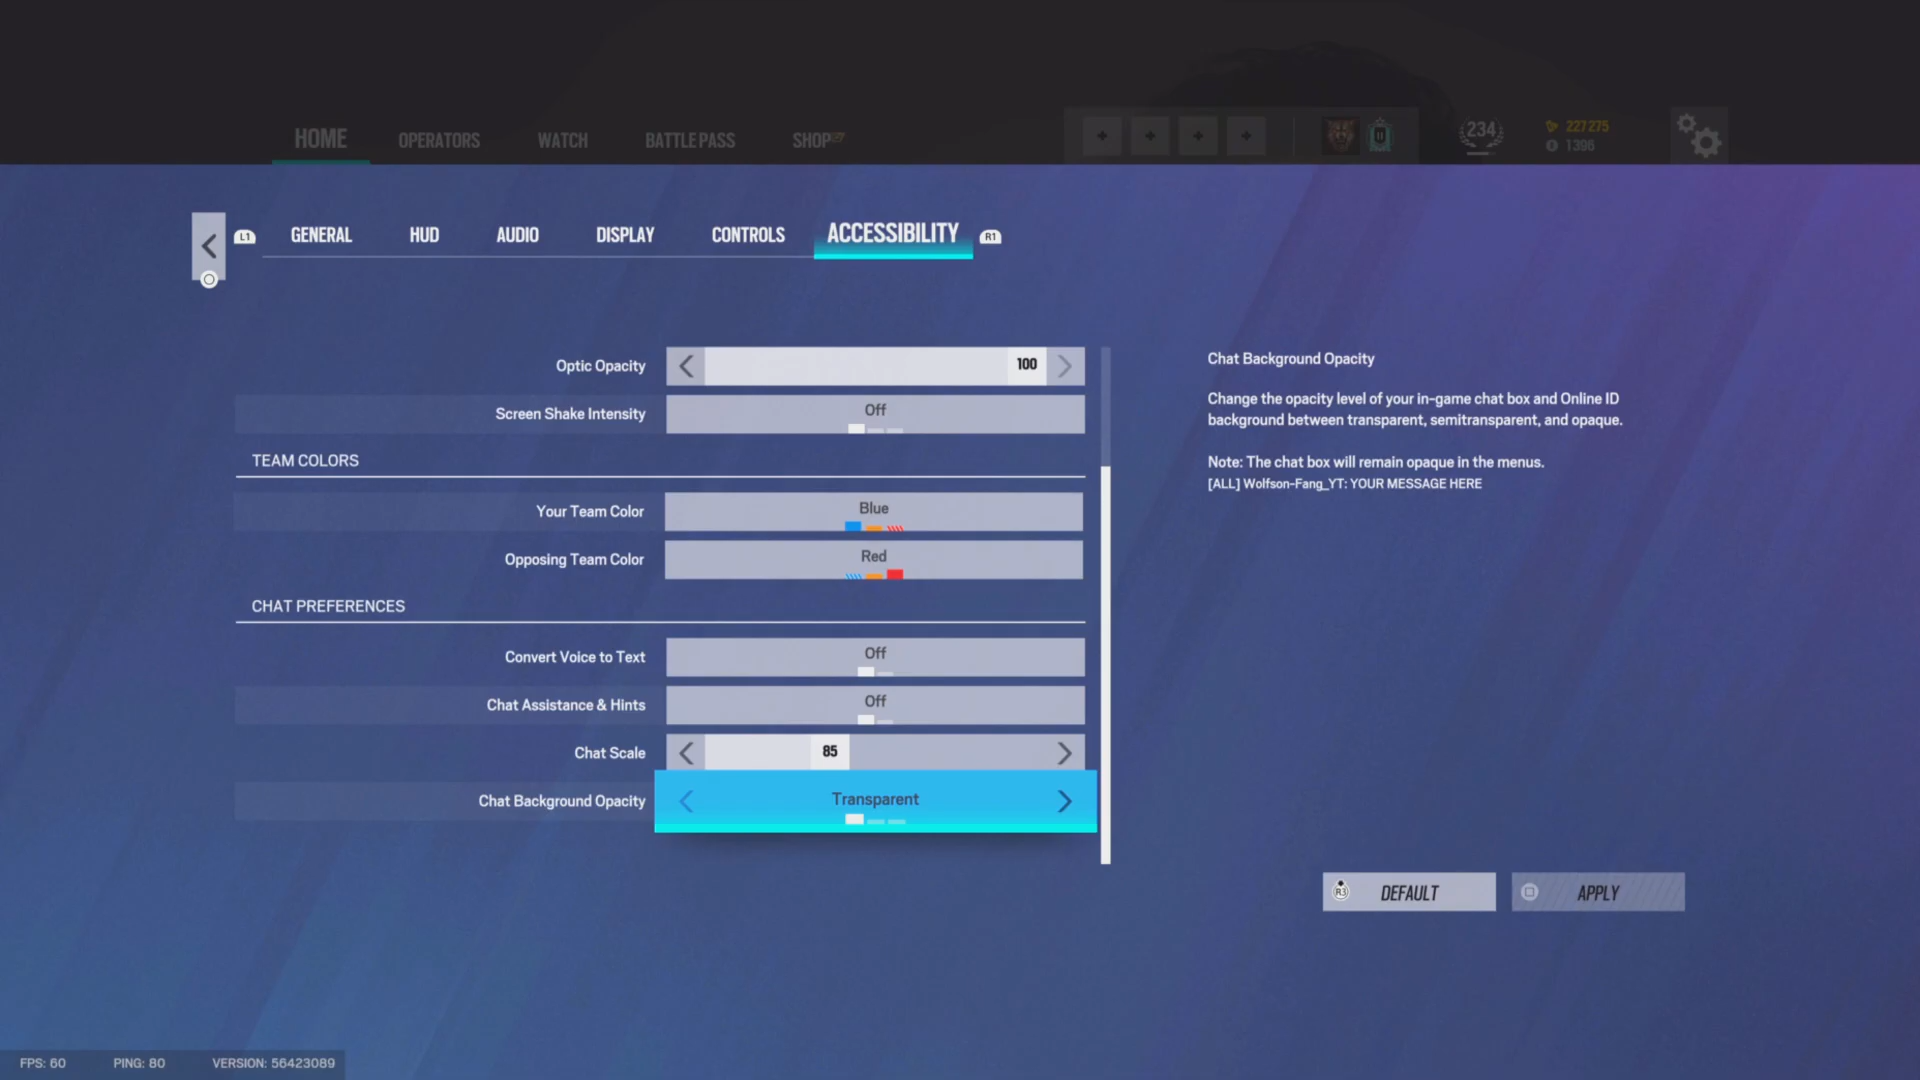 HOME OPERATORS WATCH BATTLE PASS SHOP 234 227 275
1396
L1 GENERAL HUD AUDIO DISPLAY CONTROLS ACCESSIBILITY R1
Optic Opacity 100
Screen Shake Intensity Off
TEAM COLORS
Your Team Color Blue
Opposing Team Color Red
CHAT PREFERENCES
Convert Voice to Text Off
Chat Assistance & Hints Off
Chat Scale 85
Chat Background Opacity Transparent
Chat Background Opacity
Change the opacity level of your in-game chat box and Online ID
background between transparent, semitransparent, and opaque.
Note: The chat box will remain opaque in the menus.
[ALL] Wolfson-Fang_YT: YOUR MESSAGE HERE
R3 DEFAULT APPLY
FPS: 60 PING: 80 VERSION: 56423089